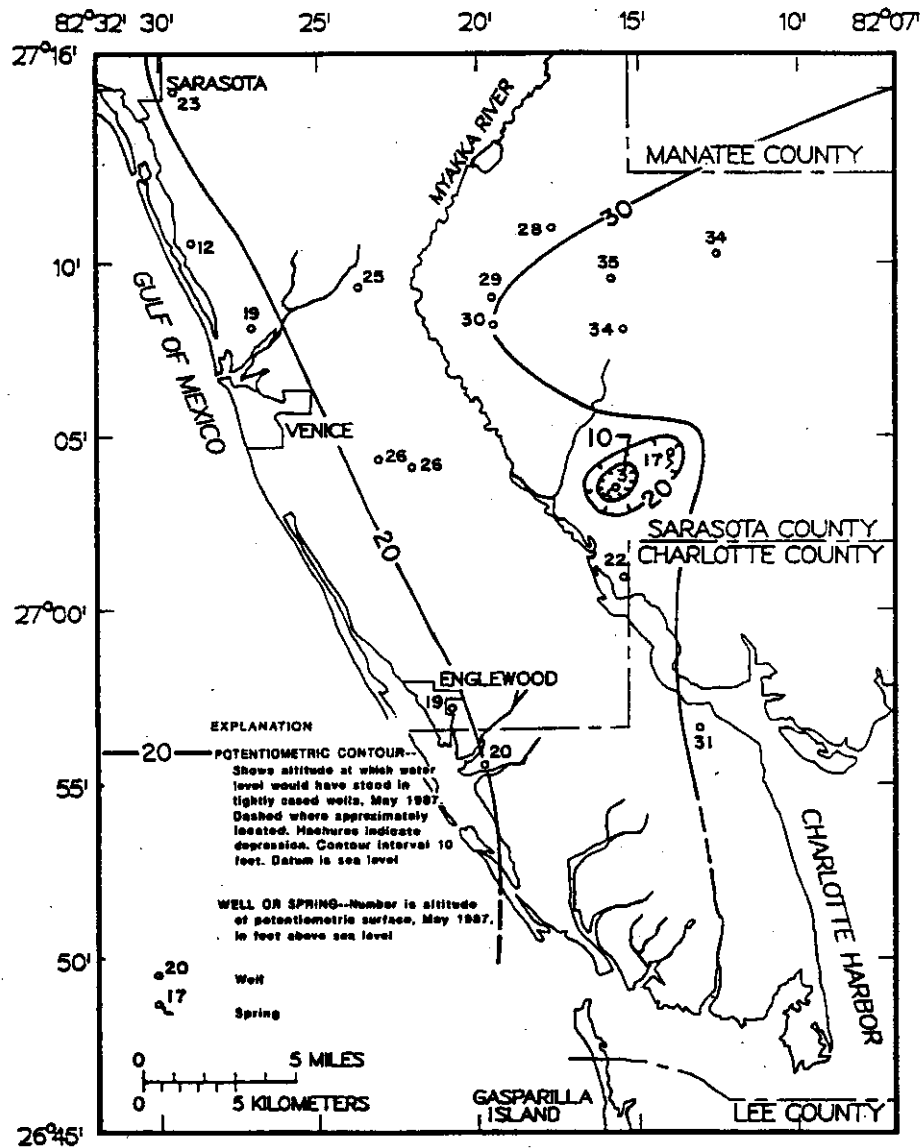 82°32' 30' 25' 20' 15' 10' 82°07'
27°16'
SARASOTA
23
MYAKKA RIVER
MANATEE COUNTY
30
28
34
12
10'
25
35
29
19
30
34
GULF OF MEXICO
VENICE
05'
10
17
26
26
3
20
20
SARASOTA COUNTY
CHARLOTTE COUNTY
22
27°00'
ENGLEWOOD
19
EXPLANATION
31
20
20
POTENTIOMETRIC CONTOUR--
Shows altitude at which water
level would have stood in
tightly cased wells, May 1987.
Dashed where approximately
located. Hachures indicate
depression. Contour interval 10
feet. Datum is sea level
55'
CHARLOTTE HARBOR
WELL OR SPRING--Number is altitude
of potentiometric surface, May 1987,
in feet above sea level
50'
20
Well
17
Spring
0 5 MILES
0 5 KILOMETERS
GASPARILLA
ISLAND
LEE COUNTY
26°45'